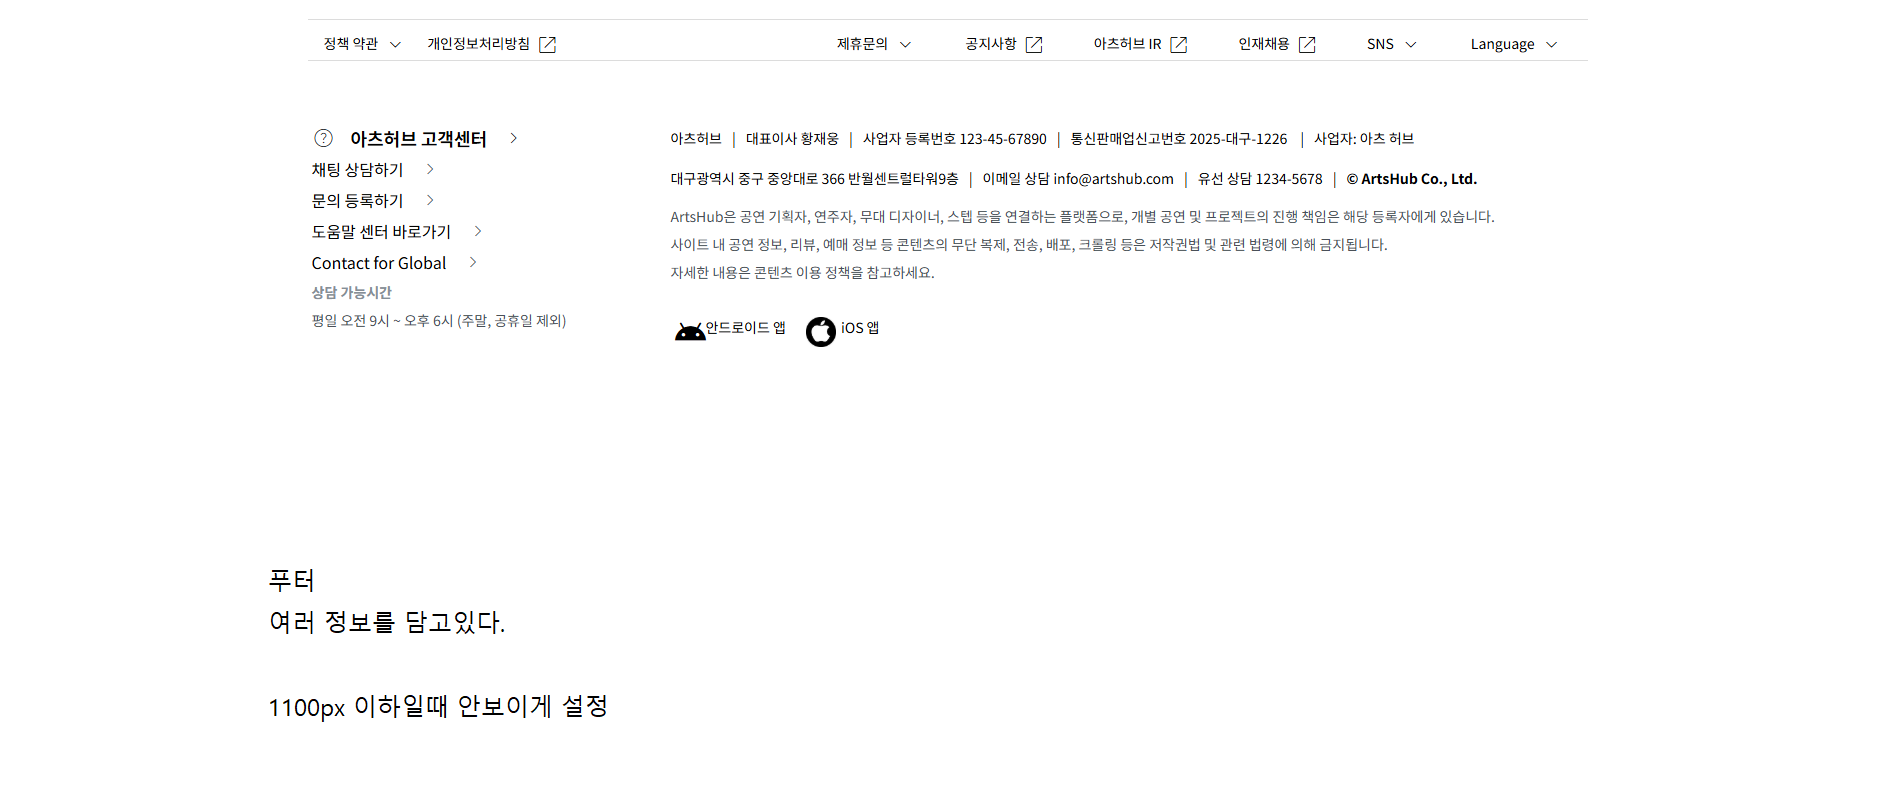 정책 약관 개인정보처리방침 제휴문의 공지사항 아츠허브 IR 인재채용 SNS Language
아츠허브 고객센터
채팅 상담하기
문의 등록하기
도움말 센터 바로가기
Contact for Global
상담 가능시간
평일 오전 9시 ~ 오후 6시 (주말, 공휴일 제외)
아츠허브 | 대표이사 황재웅 | 사업자 등록번호 123-45-67890 | 통신판매업신고번호 2025-대구-1226 | 사업자: 아츠 허브
대구광역시 중구 중앙대로 366 반월센트럴타워9층 | 이메일 상담 info@artshub.com | 유선 상담 1234-5678 | © ArtsHub Co., Ltd.
ArtsHub은 공연 기획자, 연주자, 무대 디자이너, 스텝 등을 연결하는 플랫폼으로, 개별 공연 및 프로젝트의 진행 책임은 해당 등록자에게 있습니다.
사이트 내 공연 정보, 리뷰, 예매 정보 등 콘텐츠의 무단 복제, 전송, 배포, 크롤링 등은 저작권법 및 관련 법령에 의해 금지됩니다.
자세한 내용은 콘텐츠 이용 정책을 참고하세요.
안드로이드 앱 iOS 앱
푸터
여러 정보를 담고있다.
1100px 이하일때 안보이게 설정